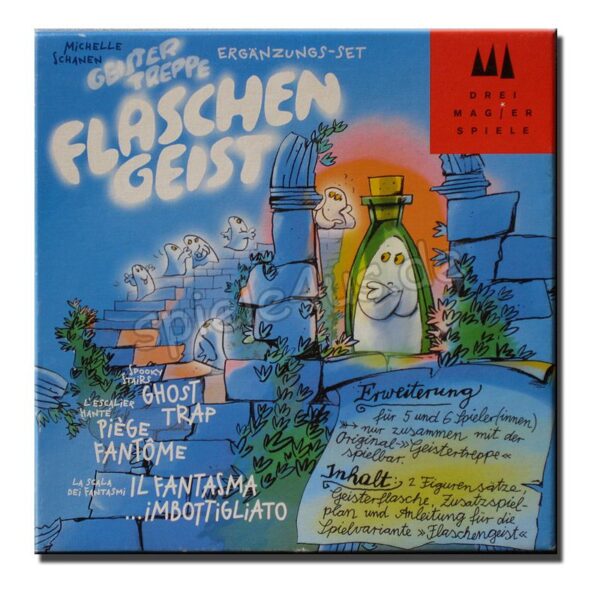 MICHELLE
SCHANEN
GEISTER
TREPPE
ERGÄNZUNGS-SET
FLASCHEN
GEIST
DREI
MAGIER
SPIELE
spiele4us.de
SPOOKY
STAIRS
GHOST
TRAP
L'ESCALIER
HANTÉ
PIÈGE
FANTÔME
LA SCALA
DEI FANTASMI
IL FANTASMA
...IMBOTTIGLIATO
Erweiterung
für 5 und 6 Spieler(innen)
»→ nur zusammen mit der
Original-»Geistertreppe«
spielbar.
Inhalt: 2 Figurensätze,
Geisterflasche, Zusatzspiel-
plan und Anleitung für die
Spielvariante »Flaschengeist«